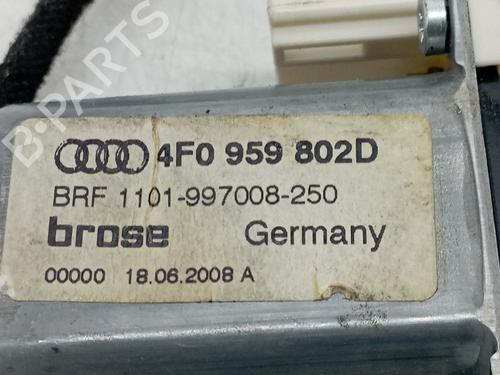 4F0 959 802D
BRF 1101-997008-250
brose Germany
00000 18.06.2008 A
B-PARTS